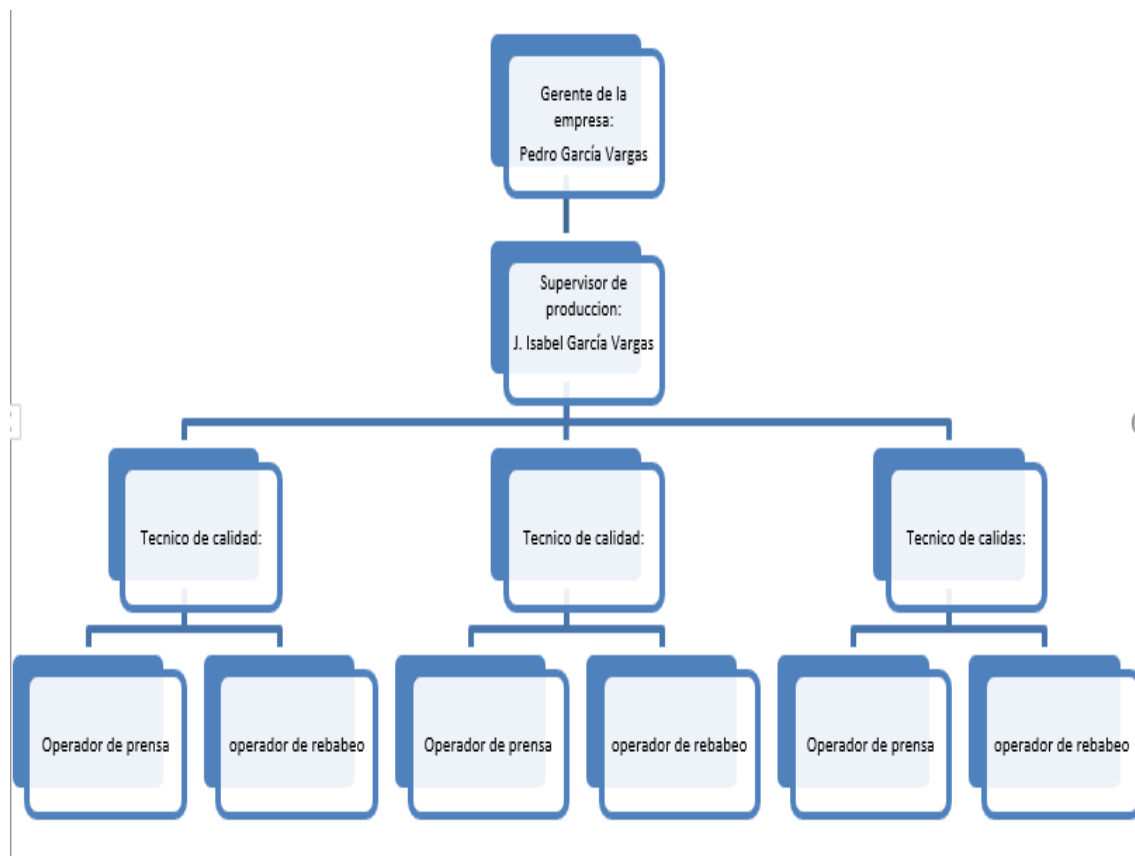 Gerente de la
empresa:
Pedro García Vargas
Supervisor de
produccion:
J. Isabel García Vargas
Tecnico de calidad:
Tecnico de calidad:
Tecnico de calidas:
Operador de prensa
operador de rebabeo
Operador de prensa
operador de rebabeo
Operador de prensa
operador de rebabeo